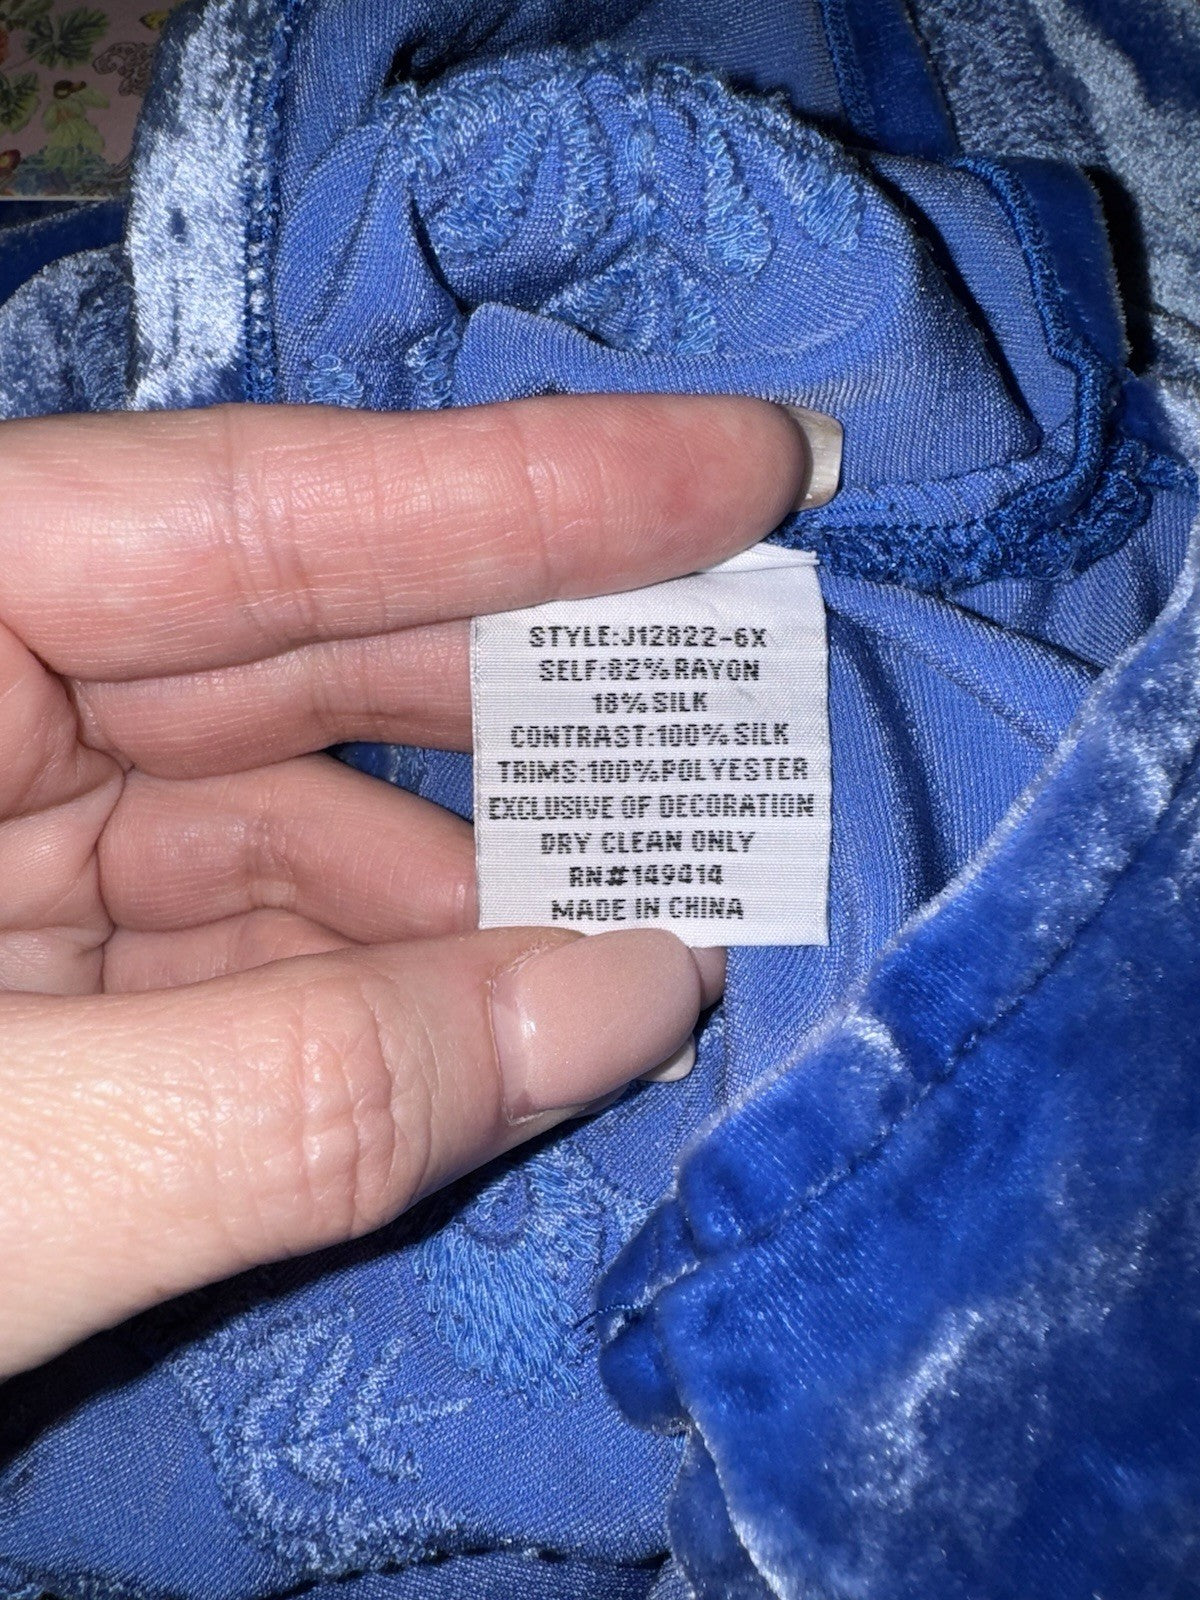 STYLE:J12822-6X
SELF:82%RAYON
18%SILK
CONTRAST:100%SILK
TRIMS:100%POLYESTER
EXCLUSIVE OF DECORATION
DRY CLEAN ONLY
RN#149414
MADE IN CHINA